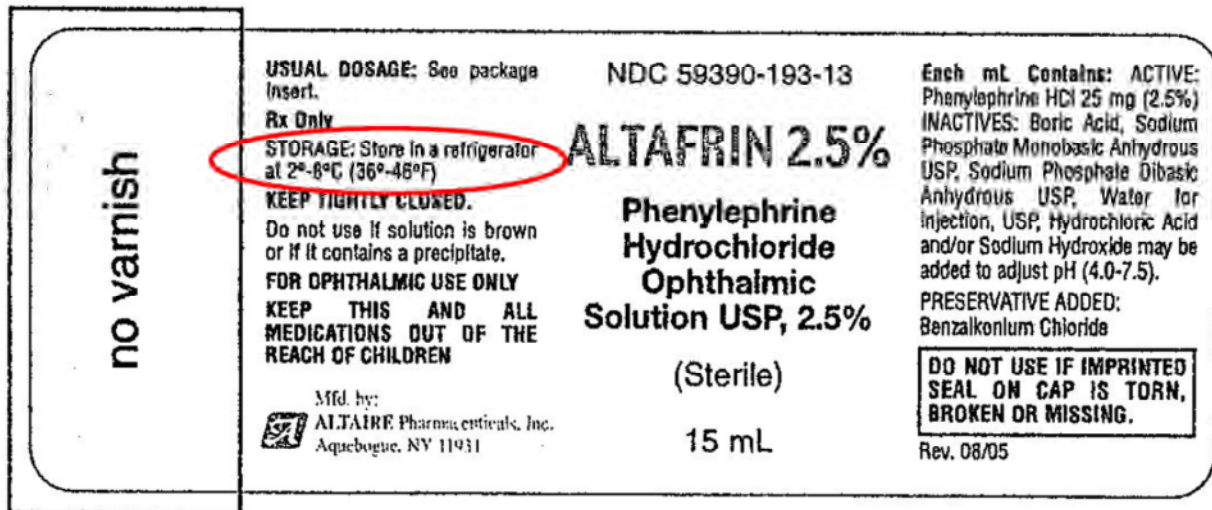 no varnish
USUAL DOSAGE: See package
insert.
Rx Only
STORAGE: Store in a refrigerator
at 2°-8°C (36°-46°F)
KEEP TIGHTLY CLOSED.
Do not use if solution is brown
or if it contains a precipitate.
FOR OPHTHALMIC USE ONLY
KEEP THIS AND ALL
MEDICATIONS OUT OF THE
REACH OF CHILDREN
Mfd. by:
ALTAIRE Pharmaceuticals, Inc.
Aquebogue, NY 11931
NDC 59390-193-13
ALTAFRIN 2.5%
Phenylephrine
Hydrochloride
Ophthalmic
Solution USP, 2.5%
(Sterile)
15 mL
Each mL Contains: ACTIVE:
Phenylephrine HCl 25 mg (2.5%)
INACTIVES: Boric Acid, Sodium
Phosphate Monobasic Anhydrous
USP, Sodium Phosphate Dibasic
Anhydrous USP, Water for
Injection, USP, Hydrochloric Acid
and/or Sodium Hydroxide may be
added to adjust pH (4.0-7.5).
PRESERVATIVE ADDED:
Benzalkonium Chloride
DO NOT USE IF IMPRINTED
SEAL ON CAP IS TORN,
BROKEN OR MISSING.
Rev. 08/05